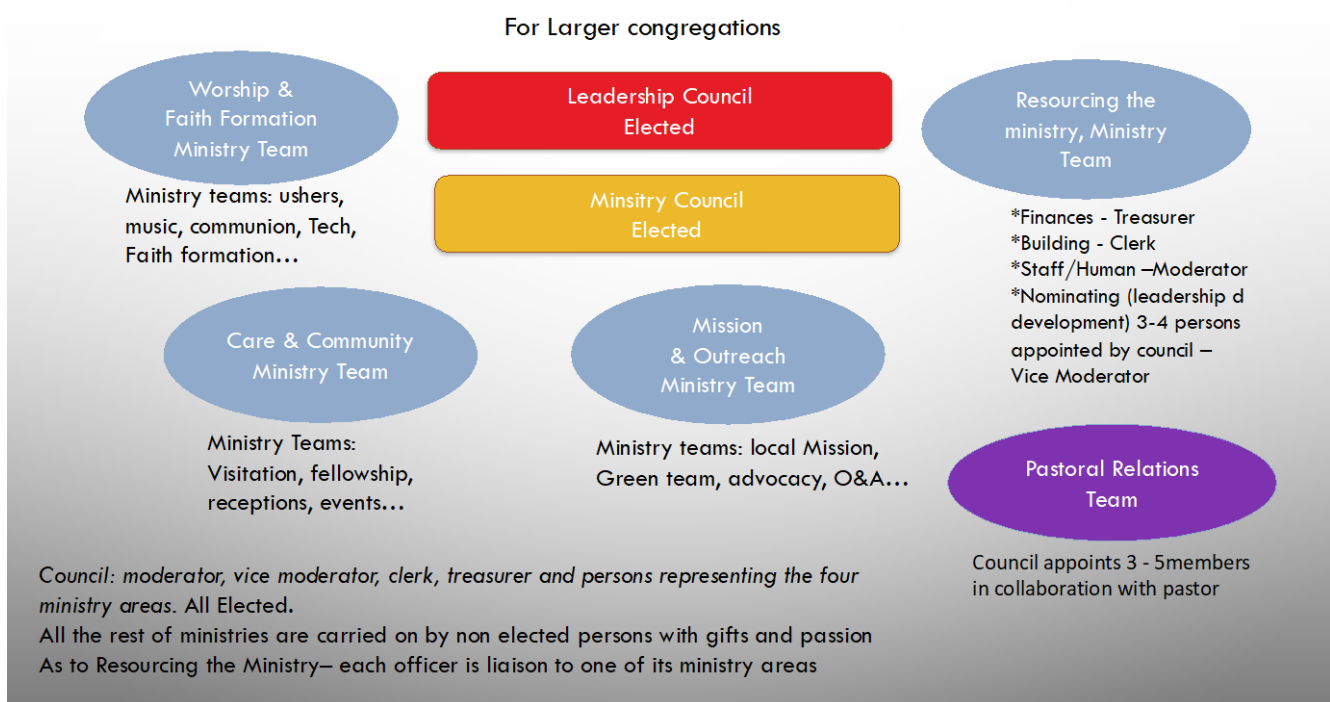 For Larger congregations
Worship &
Faith Formation
Ministry Team
Ministry teams: ushers,
music, communion, Tech,
Faith formation...
Leadership Council
Elected
Minsitry Council
Elected
Resourcing the
ministry, Ministry
Team
*Finances - Treasurer
*Building - Clerk
*Staff/Human –Moderator
*Nominating (leadership d
development) 3-4 persons
appointed by council –
Vice Moderator
Care & Community
Ministry Team
Ministry Teams:
Visitation, fellowship,
receptions, events...
Mission
& Outreach
Ministry Team
Ministry teams: local Mission,
Green team, advocacy, O&A...
Pastoral Relations
Team
Council appoints 3 - 5members
in collaboration with pastor
Council: moderator, vice moderator, clerk, treasurer and persons representing the four
ministry areas. All Elected.
All the rest of ministries are carried on by non elected persons with gifts and passion
As to Resourcing the Ministry– each officer is liaison to one of its ministry areas